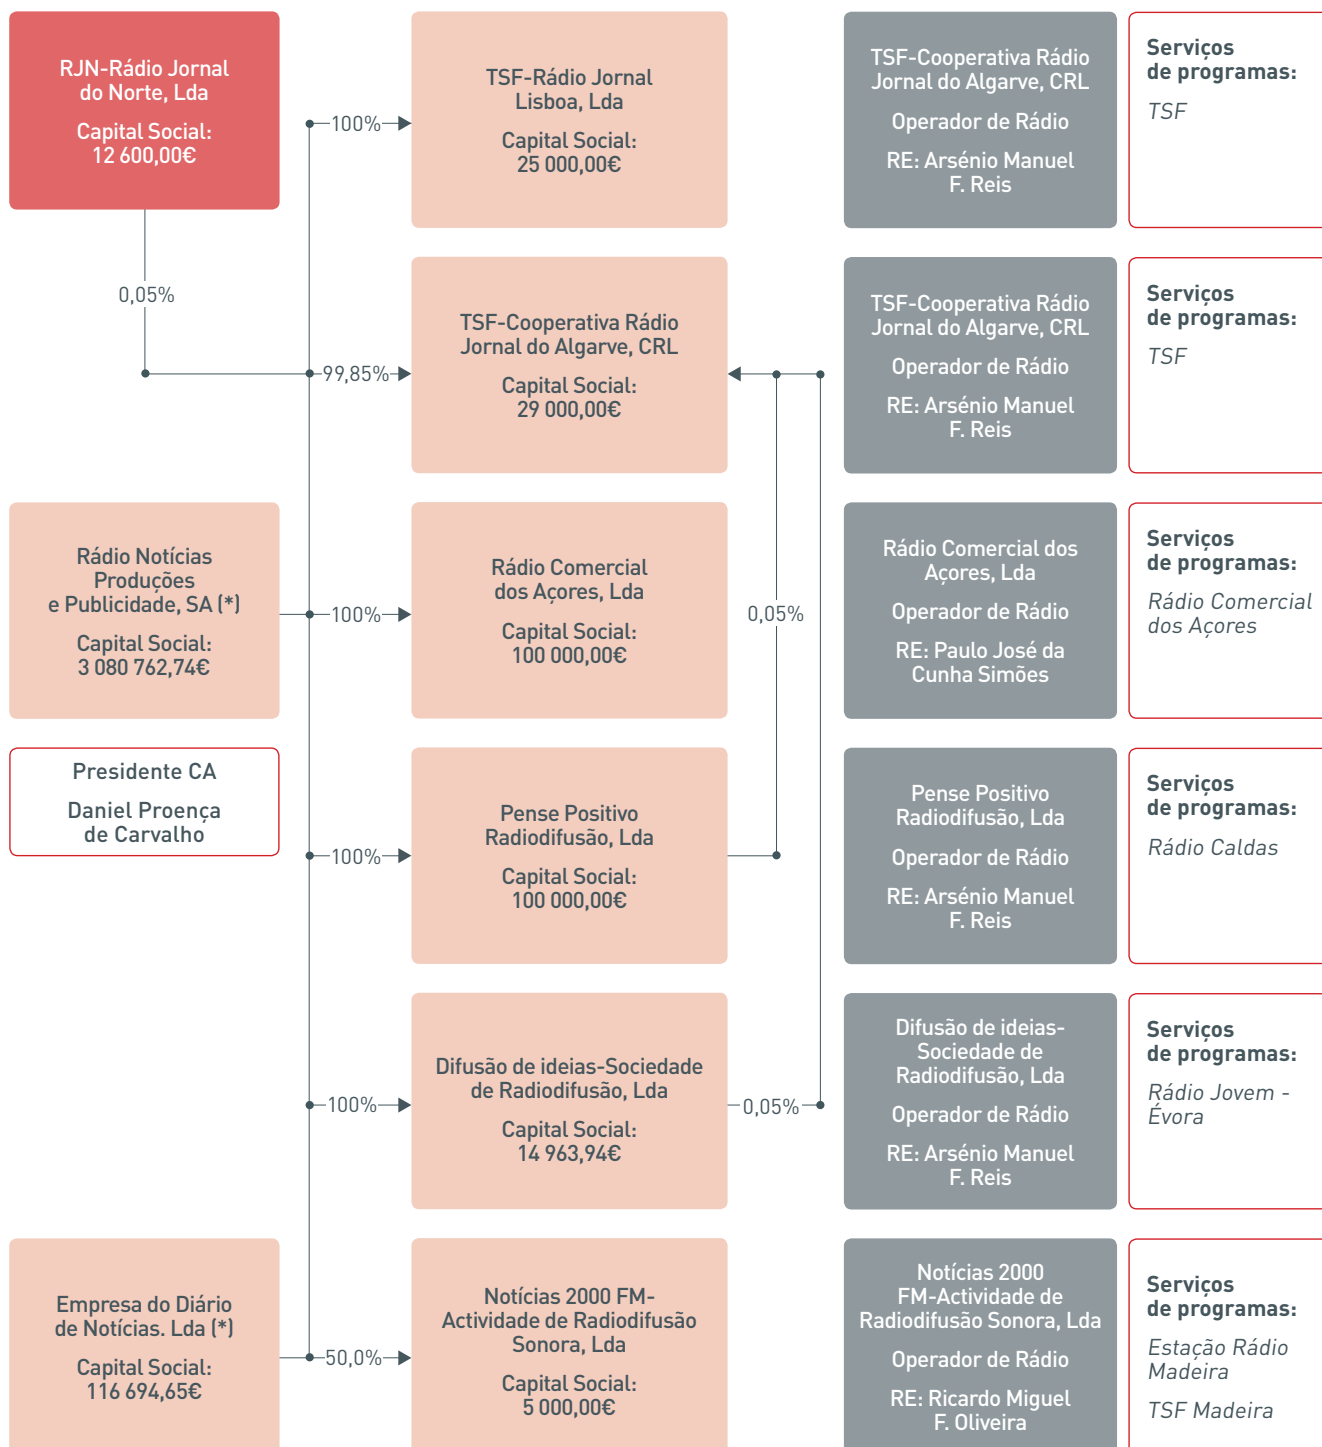 RJN-Rádio Jornal
do Norte, Lda
Capital Social:
12 600,00€
0,05%
100%
TSF-Rádio Jornal
Lisboa, Lda
Capital Social:
25 000,00€
TSF-Cooperativa Rádio
Jornal do Algarve, CRL
Operador de Rádio
RE: Arsénio Manuel
F. Reis
Serviços
de programas:
TSF
99,85%
TSF-Cooperativa Rádio
Jornal do Algarve, CRL
Capital Social:
29 000,00€
TSF-Cooperativa Rádio
Jornal do Algarve, CRL
Operador de Rádio
RE: Arsénio Manuel
F. Reis
Serviços
de programas:
TSF
Rádio Notícias
Produções
e Publicidade, SA (*)
Capital Social:
3 080 762,74€
100%
Rádio Comercial
dos Açores, Lda
Capital Social:
100 000,00€
0,05%
Rádio Comercial dos
Açores, Lda
Operador de Rádio
RE: Paulo José da
Cunha Simões
Serviços
de programas:
Rádio Comercial
dos Açores
Presidente CA
Daniel Proença
de Carvalho
100%
Pense Positivo
Radiodifusão, Lda
Capital Social:
100 000,00€
Pense Positivo
Radiodifusão, Lda
Operador de Rádio
RE: Arsénio Manuel
F. Reis
Serviços
de programas:
Rádio Caldas
100%
Difusão de ideias-Sociedade
de Radiodifusão, Lda
Capital Social:
14 963,94€
0,05%
Difusão de ideias-
Sociedade de
Radiodifusão, Lda
Operador de Rádio
RE: Arsénio Manuel
F. Reis
Serviços
de programas:
Rádio Jovem -
Évora
Empresa do Diário
de Notícias. Lda (*)
Capital Social:
116 694,65€
50,0%
Notícias 2000 FM-
Actividade de Radiodifusão
Sonora, Lda
Capital Social:
5 000,00€
Notícias 2000
FM-Actividade de
Radiodifusão Sonora, Lda
Operador de Rádio
RE: Ricardo Miguel
F. Oliveira
Serviços
de programas:
Estação Rádio
Madeira
TSF Madeira